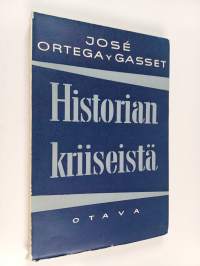 JOSÉ
ORTEGA Y GASSET
Historian
kriiseistä
OTAVA